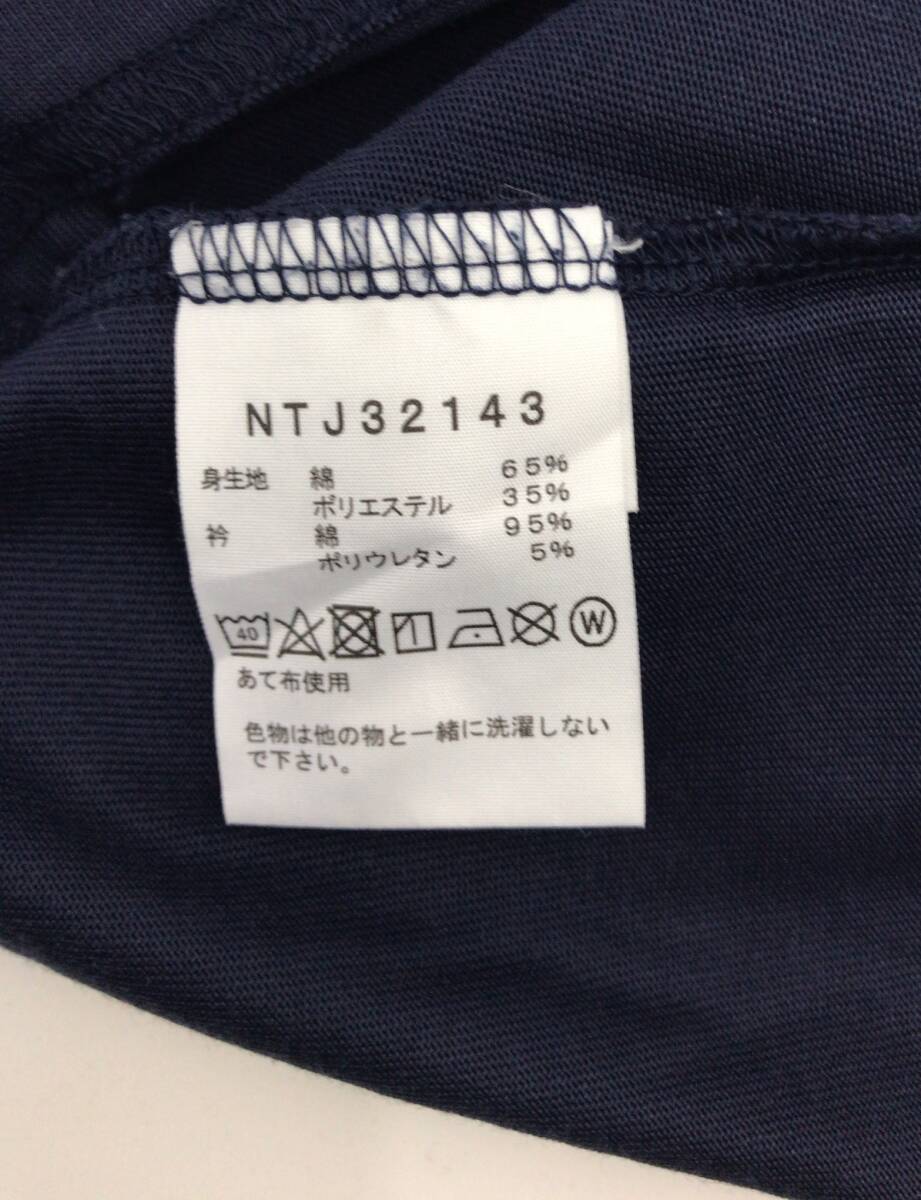 NTJ32143
身生地 綿 65%
ポリエステル 35%
衿 綿 95%
ポリウレタン 5%
40 W
あて布使用
色物は他の物と一緒に洗濯しない
で下さい。